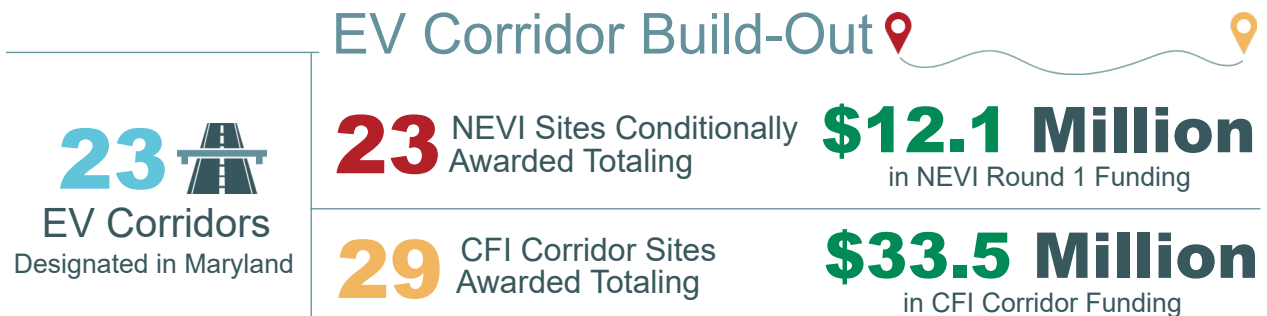 EV Corridor Build-Out
23
EV Corridors
Designated in Maryland
23 NEVI Sites Conditionally
Awarded Totaling
$12.1 Million
in NEVI Round 1 Funding
29 CFI Corridor Sites
Awarded Totaling
$33.5 Million
in CFI Corridor Funding